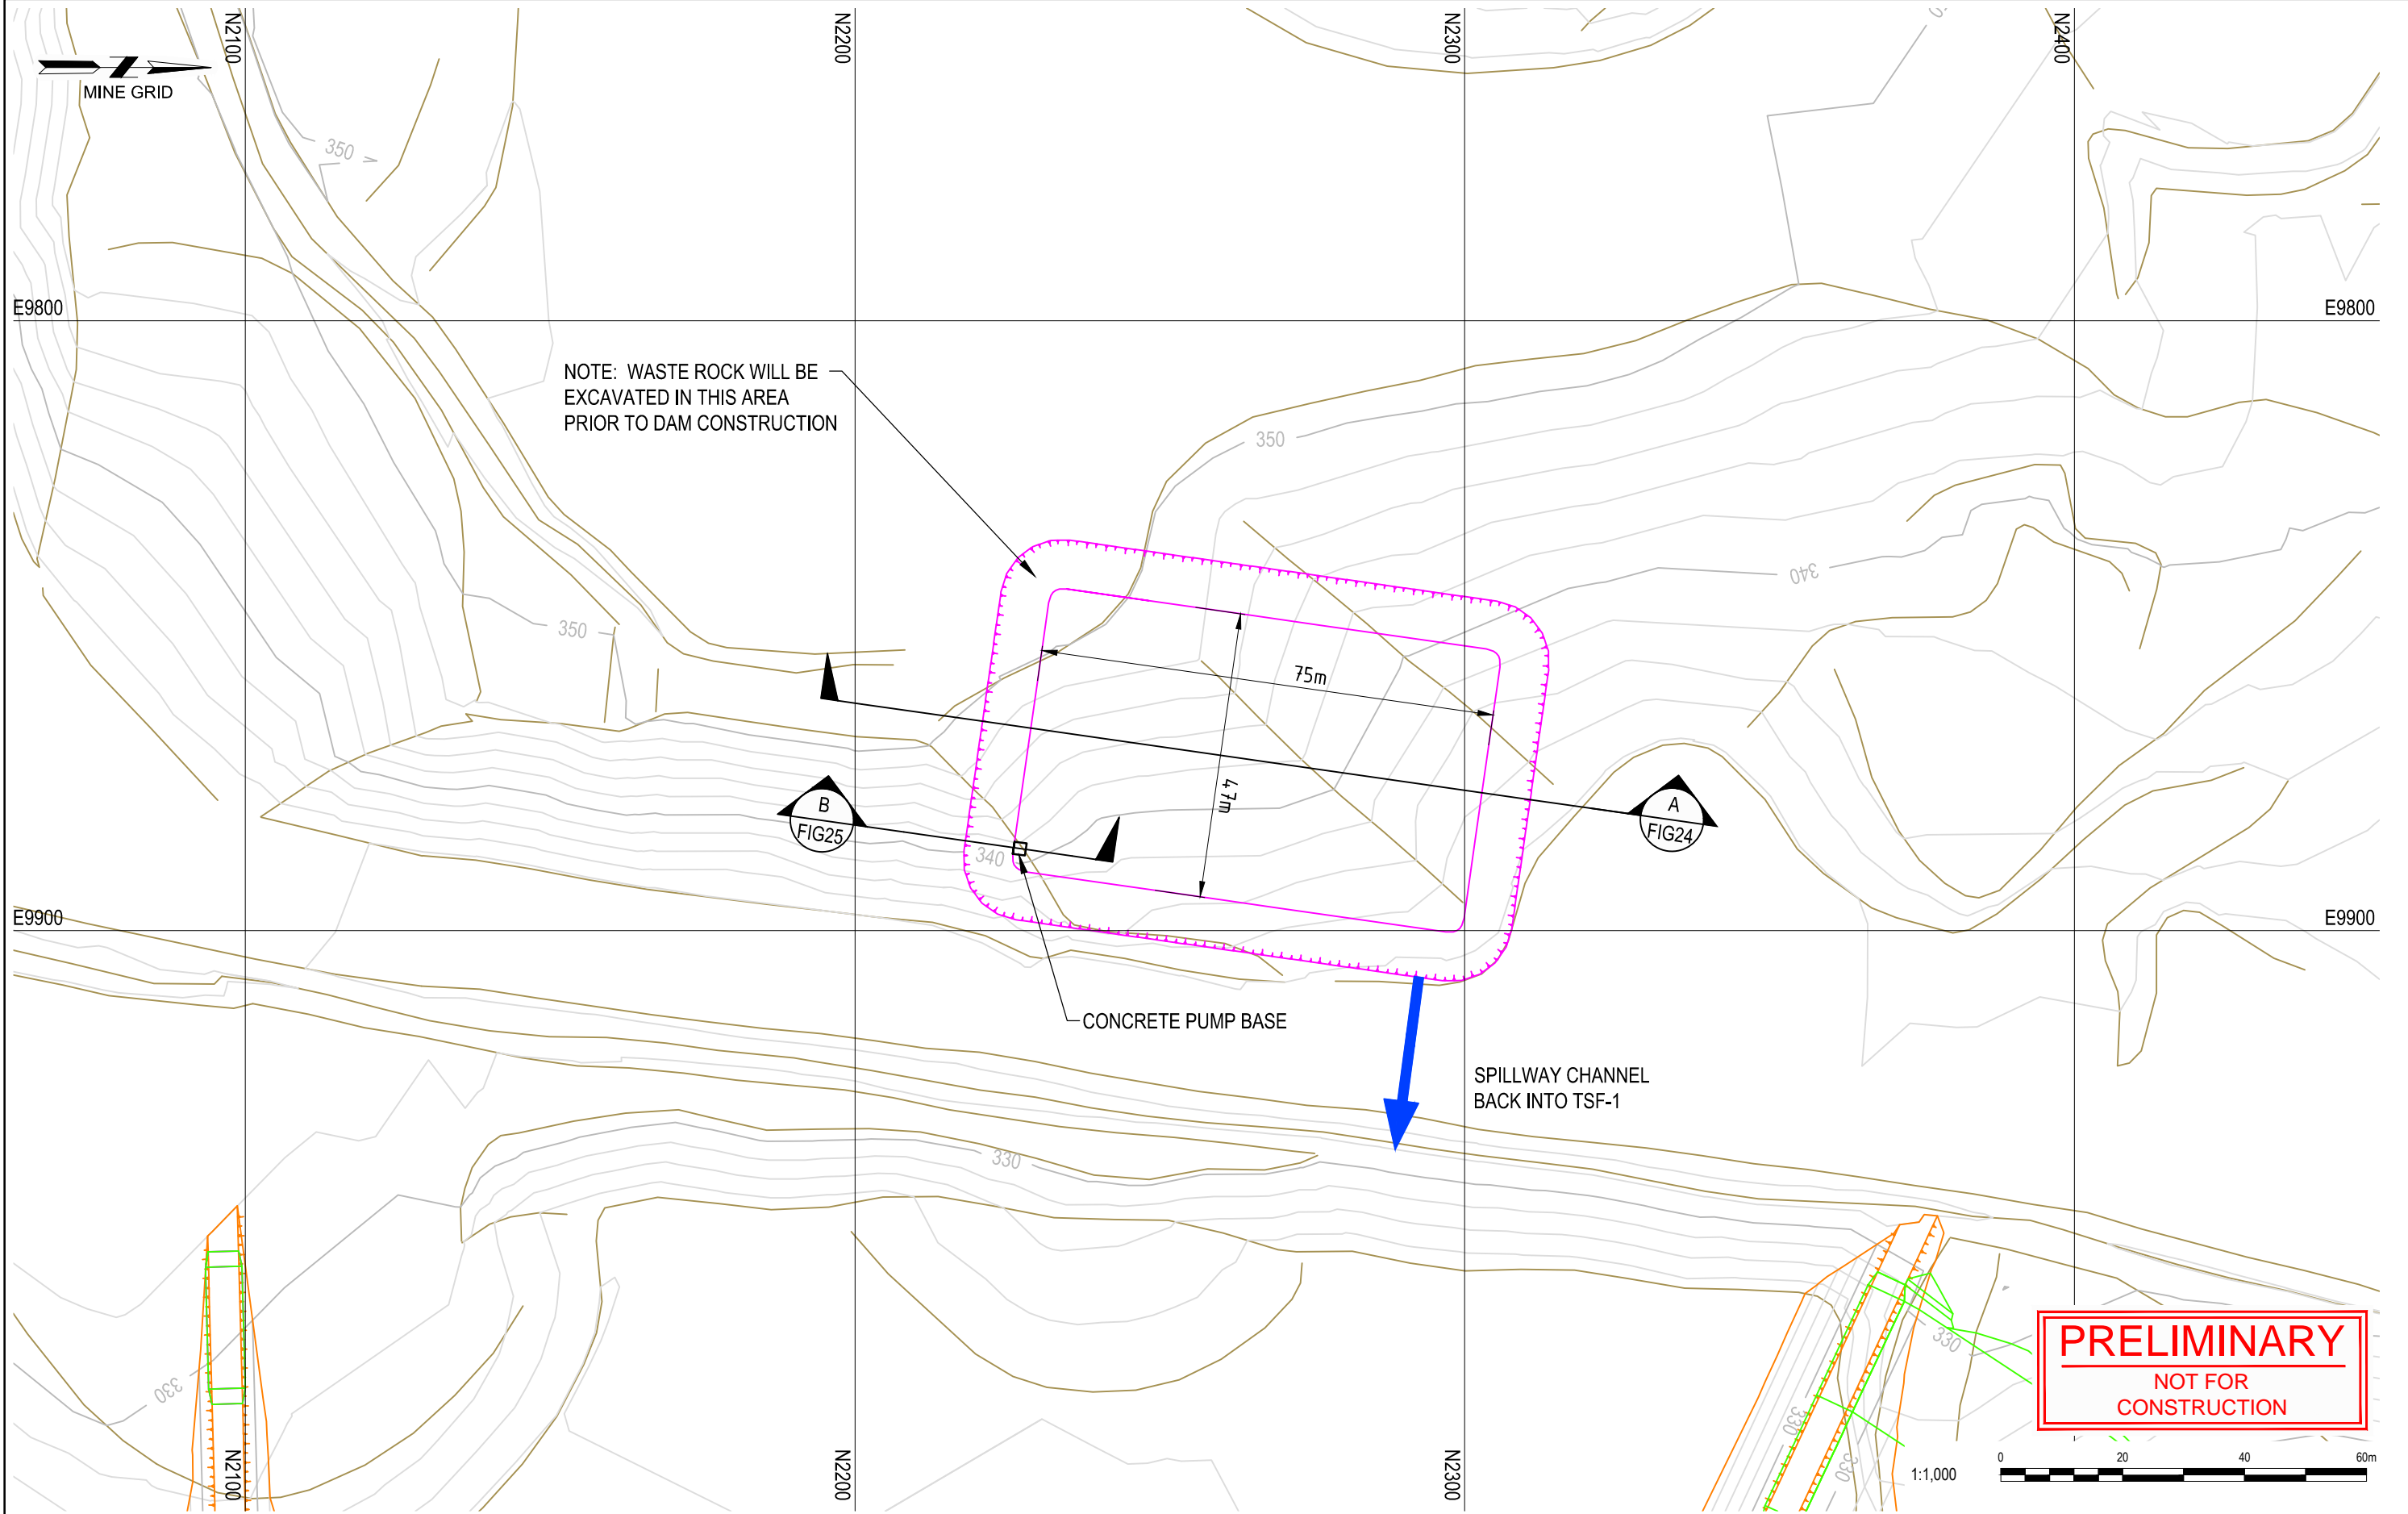 N2100
N2200
N2300
N2400
MINE GRID
350
E9800
E9800
NOTE: WASTE ROCK WILL BE
EXCAVATED IN THIS AREA
PRIOR TO DAM CONSTRUCTION
350
340
350
75m
47m
B
FIG25
A
FIG24
340
E9900
E9900
CONCRETE PUMP BASE
SPILLWAY CHANNEL
BACK INTO TSF-1
330
330
330
330
330
PRELIMINARY
NOT FOR
CONSTRUCTION
N2100
N2200
N2300
1:1,000
0
20
40
60m